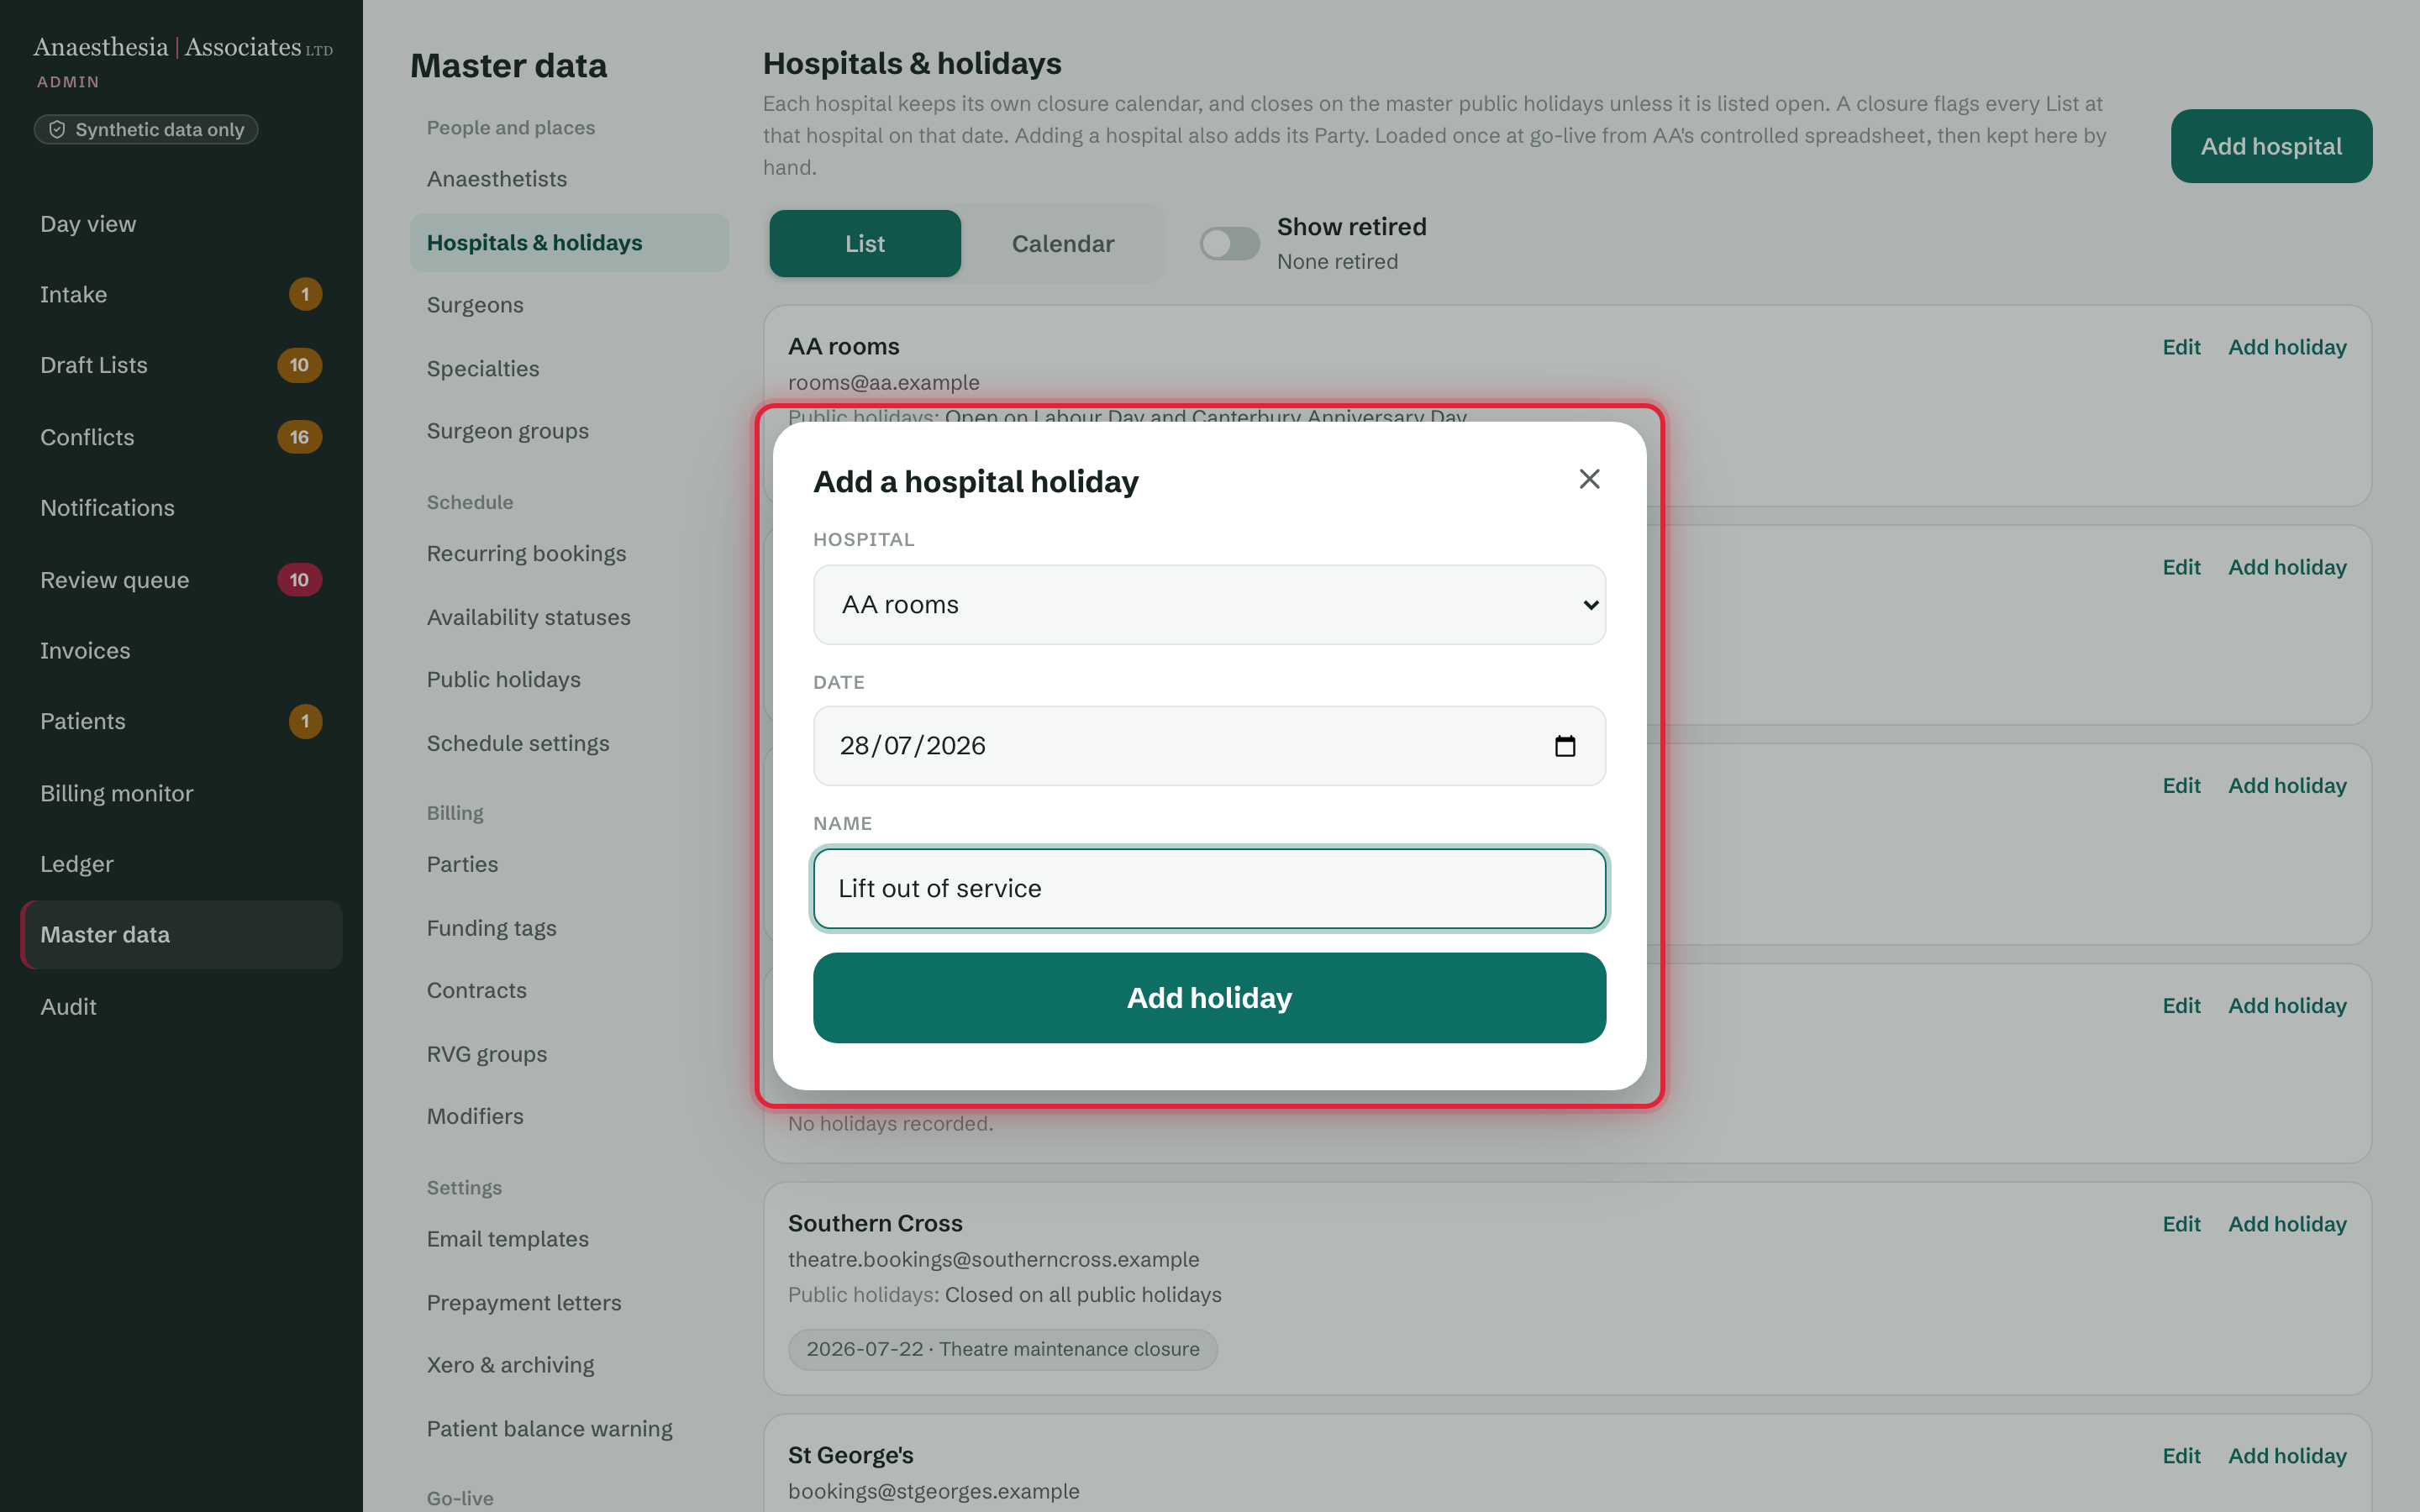 Anaesthesia | Associates LTD
ADMIN
Synthetic data only
Day view
Intake 1
Draft Lists 10
Conflicts 16
Notifications
Review queue 10
Invoices
Patients 1
Billing monitor
Ledger
Master data
Audit
Master data
People and places
Anaesthetists
Hospitals & holidays
Surgeons
Specialties
Surgeon groups
Schedule
Recurring bookings
Availability statuses
Public holidays
Schedule settings
Billing
Parties
Funding tags
Contracts
RVG groups
Modifiers
Settings
Email templates
Prepayment letters
Xero & archiving
Patient balance warning
Go-live
Hospitals & holidays
Each hospital keeps its own closure calendar, and closes on the master public holidays unless it is listed open. A closure flags every List at
that hospital on that date. Adding a hospital also adds its Party. Loaded once at go-live from AA's controlled spreadsheet, then kept here by
hand.
Add hospital
List
Calendar
Show retired
None retired
AA rooms
Edit Add holiday
rooms@aa.example
Public holidays: Open on Labour Day and Canterbury Anniversary Day
Add a hospital holiday
HOSPITAL
AA rooms
DATE
28/07/2026
NAME
Lift out of service
Add holiday
Edit Add holiday
Edit Add holiday
Edit Add holiday
No holidays recorded.
Southern Cross
Edit Add holiday
theatre.bookings@southerncross.example
Public holidays: Closed on all public holidays
2026-07-22 · Theatre maintenance closure
St George's
Edit Add holiday
bookings@stgeorges.example